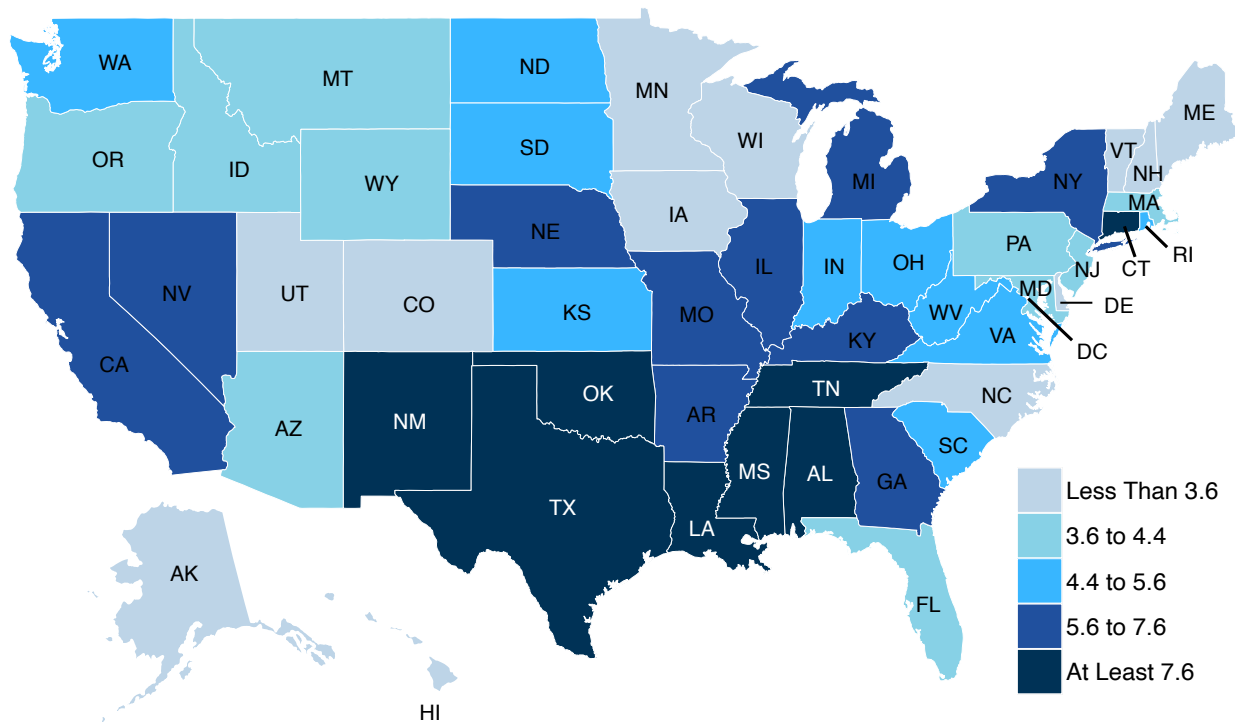 WA
MT
ND
MN
ME
SD
WI
VT
NH
OR
ID
WY
MI
NY
MA
IA
NE
PA
RI
CT
NJ
IL
IN
OH
MD
DE
NV
UT
CO
KS
MO
WV
VA
KY
DC
CA
OK
TN
NC
AZ
NM
AR
SC
MS
AL
GA
TX
LA
AK
FL
HI
Less Than 3.6
3.6 to 4.4
4.4 to 5.6
5.6 to 7.6
At Least 7.6